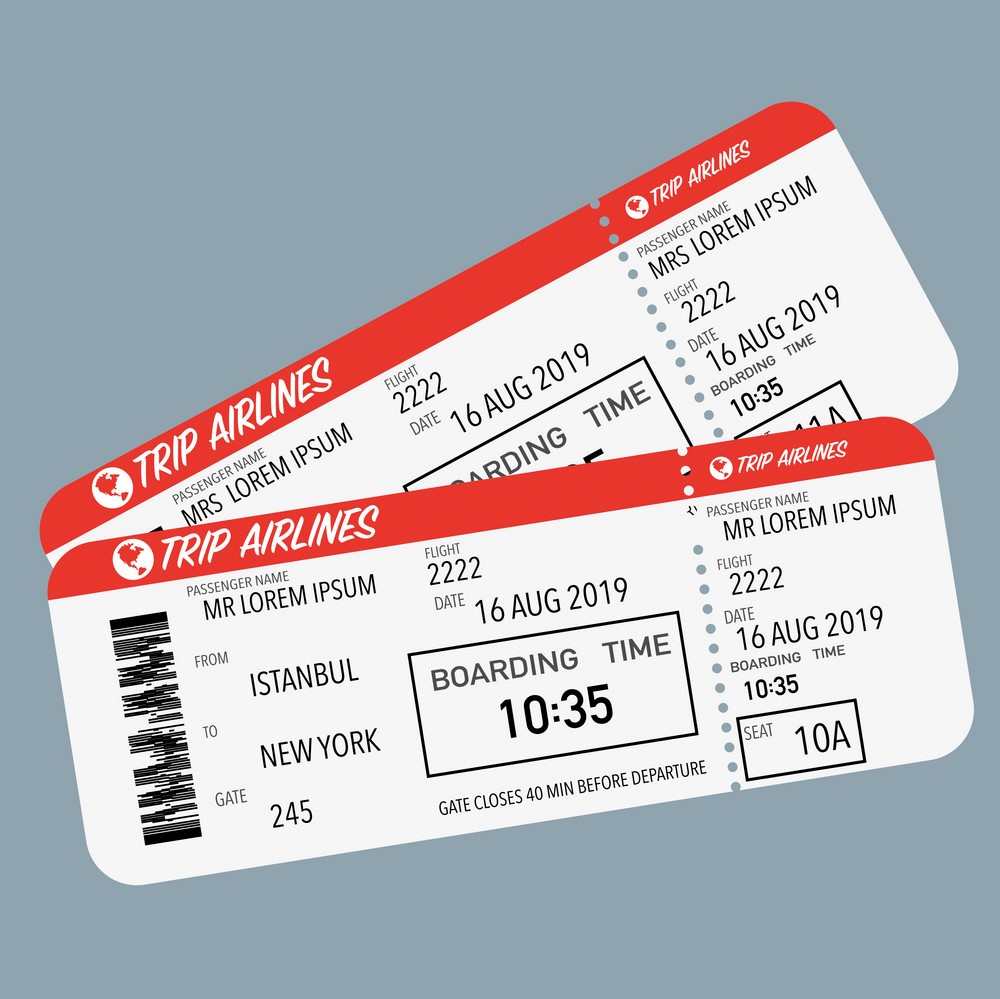 TRIP AIRLINES
PASSENGER NAME
MRS LOREM IPSUM
FLIGHT
2222
DATE 16 AUG 2019
BOARDING TIME
TRIP AIRLINES
PASSENGER NAME
MRS LOREM IPSUM
FLIGHT
2222
DATE
16 AUG 2019
BOARDING TIME
10:35
11A
TRIP AIRLINES
PASSENGER NAME
MR LOREM IPSUM
FROM
ISTANBUL
TO
NEW YORK
GATE
245
FLIGHT
2222
DATE 16 AUG 2019
BOARDING TIME
10:35
GATE CLOSES 40 MIN BEFORE DEPARTURE
TRIP AIRLINES
PASSENGER NAME
MR LOREM IPSUM
FLIGHT
2222
DATE
16 AUG 2019
BOARDING TIME
10:35
SEAT 10A